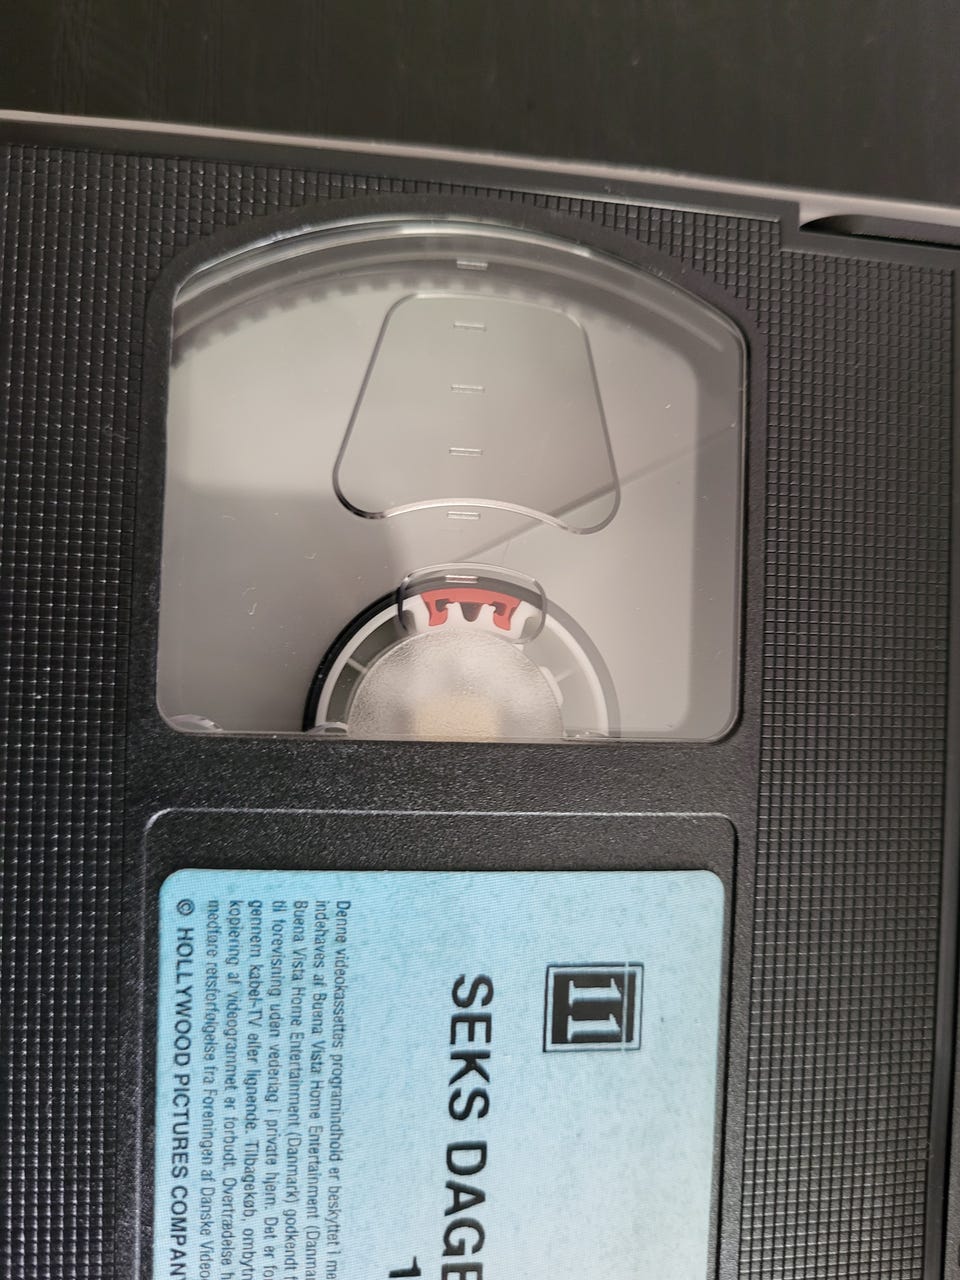 11
SEKS DAGE
1
Denne videokassettes programindhold er beskyttet i me
indehaves af Buena Vista Home Entertainment (Danma
Buena Vista Home Entertainment (Danmark) godkendt f
til forevisning uden vederlag i private hjem. Det er fo
gennem kabel-TV eller lignende. Tilbagekøb, ombytn
kopiering af videogrammet er forbudt. Overtrædelse h
medføre retsforfølgelse fra Foreningen af Danske Video
© HOLLYWOOD PICTURES COMPAN